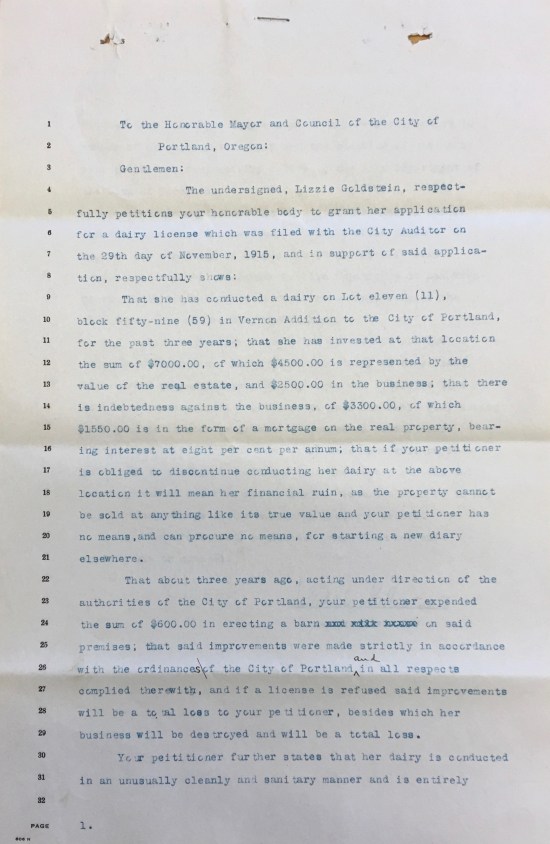 1 To the Honorable Mayor and Council of the City of
2 Portland, Oregon:
3 Gentlemen:
4 The undersigned, Lizzie Goldstein, respect-
5 fully petitions your honorable body to grant her application
6 for a dairy license which was filed with the City Auditor on
7 the 29th day of November, 1915, and in support of said applica-
8 tion, respectfully shows:
9 That she has conducted a dairy on Lot eleven (11),
10 block fifty-nine (59) in Vernon Addition to the City of Portland,
11 for the past three years; that she has invested at that location
12 the sum of $7000.00, of which $4500.00 is represented by the
13 value of the real estate, and $2500.00 in the business; that there
14 is indebtedness against the business, of $3300.00, of which
15 $1550.00 is in the form of a mortgage on the real property, bear-
16 ing interest at eight per cent per annum; that if your petitioner
17 is obliged to discontinue conducting her dairy at the above
18 location it will mean her financial ruin, as the property cannot
19 be sold at anything like its true value and your petitioner has
20 no means,and can procure no means, for starting a new diary
21 elsewhere.
22 That about three years ago, acting under direction of the
23 authorities of the City of Portland, your petitioner expended
24 the sum of $600.00 in erecting a barn on said
25 premises; that said improvements were made strictly in accordance
26 with the ordinances of the City of Portland, and in all respects
27 complied therewith, and if a license is refused said improvements
28 will be a total loss to your petitioner, besides which her
29 business will be destroyed and will be a total loss.
30 Your peititioner further states that her dairy is conducted
31 in an unusually cleanly and sanitary manner and is entirely
32
PAGE 1.